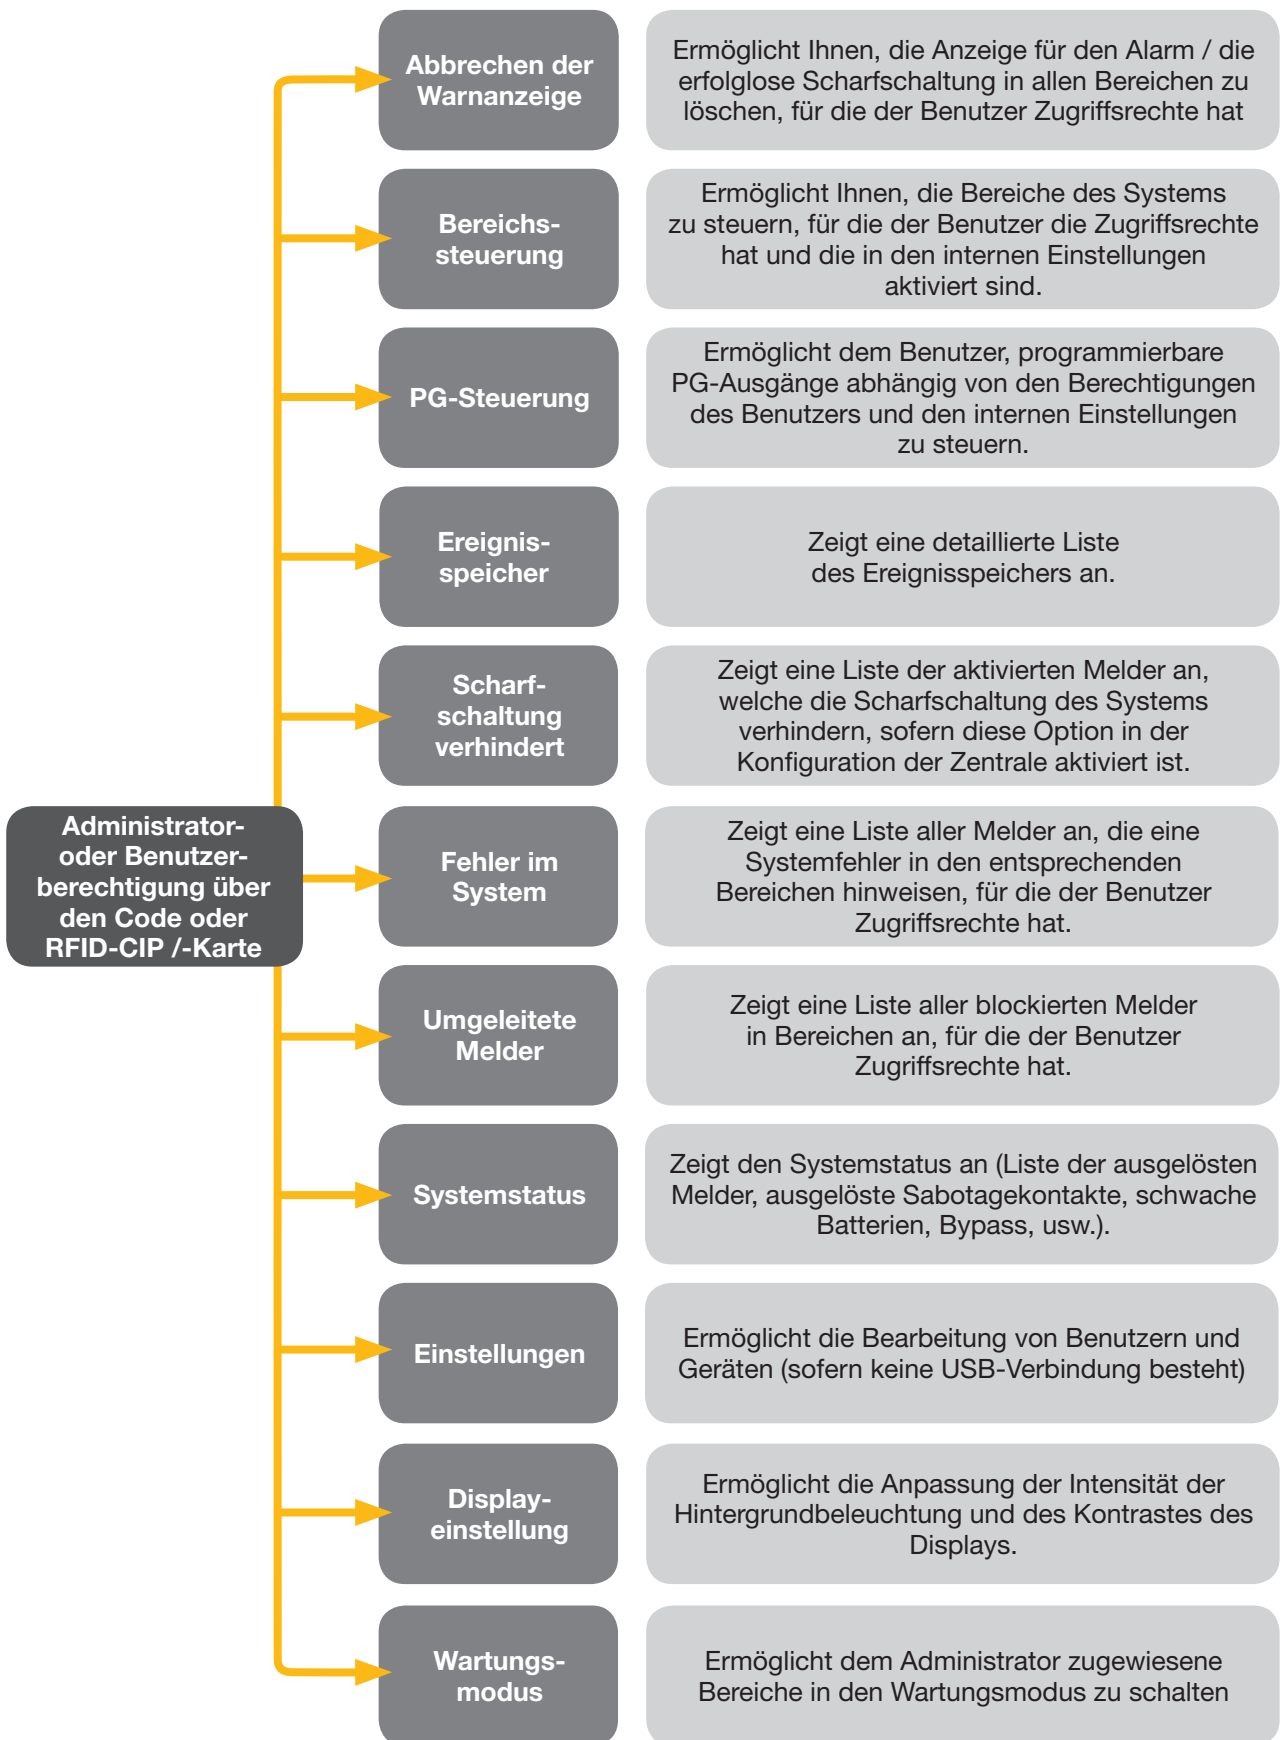 Abbrechen der
Warnanzeige
Ermöglicht Ihnen, die Anzeige für den Alarm / die
erfolglose Scharfschaltung in allen Bereichen zu
löschen, für die der Benutzer Zugriffsrechte hat
Bereichs-
steuerung
Ermöglicht Ihnen, die Bereiche des Systems
zu steuern, für die der Benutzer die Zugriffsrechte
hat und die in den internen Einstellungen
aktiviert sind.
PG-Steuerung
Ermöglicht dem Benutzer, programmierbare
PG-Ausgänge abhängig von den Berechtigungen
des Benutzers und den internen Einstellungen
zu steuern.
Ereignis-
speicher
Zeigt eine detaillierte Liste
des Ereignisspeichers an.
Scharf-
schaltung
verhindert
Zeigt eine Liste der aktivierten Melder an,
welche die Scharfschaltung des Systems
verhindern, sofern diese Option in der
Konfiguration der Zentrale aktiviert ist.
Administrator-
oder Benutzer-
berechtigung über
den Code oder
RFID-CIP /-Karte
Fehler im
System
Zeigt eine Liste aller Melder an, die eine
Systemfehler in den entsprechenden
Bereichen hinweisen, für die der Benutzer
Zugriffsrechte hat.
Umgeleitete
Melder
Zeigt eine Liste aller blockierten Melder
in Bereichen an, für die der Benutzer
Zugriffsrechte hat.
Systemstatus
Zeigt den Systemstatus an (Liste der ausgelösten
Melder, ausgelöste Sabotagekontakte, schwache
Batterien, Bypass, usw.).
Einstellungen
Ermöglicht die Bearbeitung von Benutzern und
Geräten (sofern keine USB-Verbindung besteht)
Display-
einstellung
Ermöglicht die Anpassung der Intensität der
Hintergrundbeleuchtung und des Kontrastes des
Displays.
Wartungs-
modus
Ermöglicht dem Administrator zugewiesene
Bereiche in den Wartungsmodus zu schalten